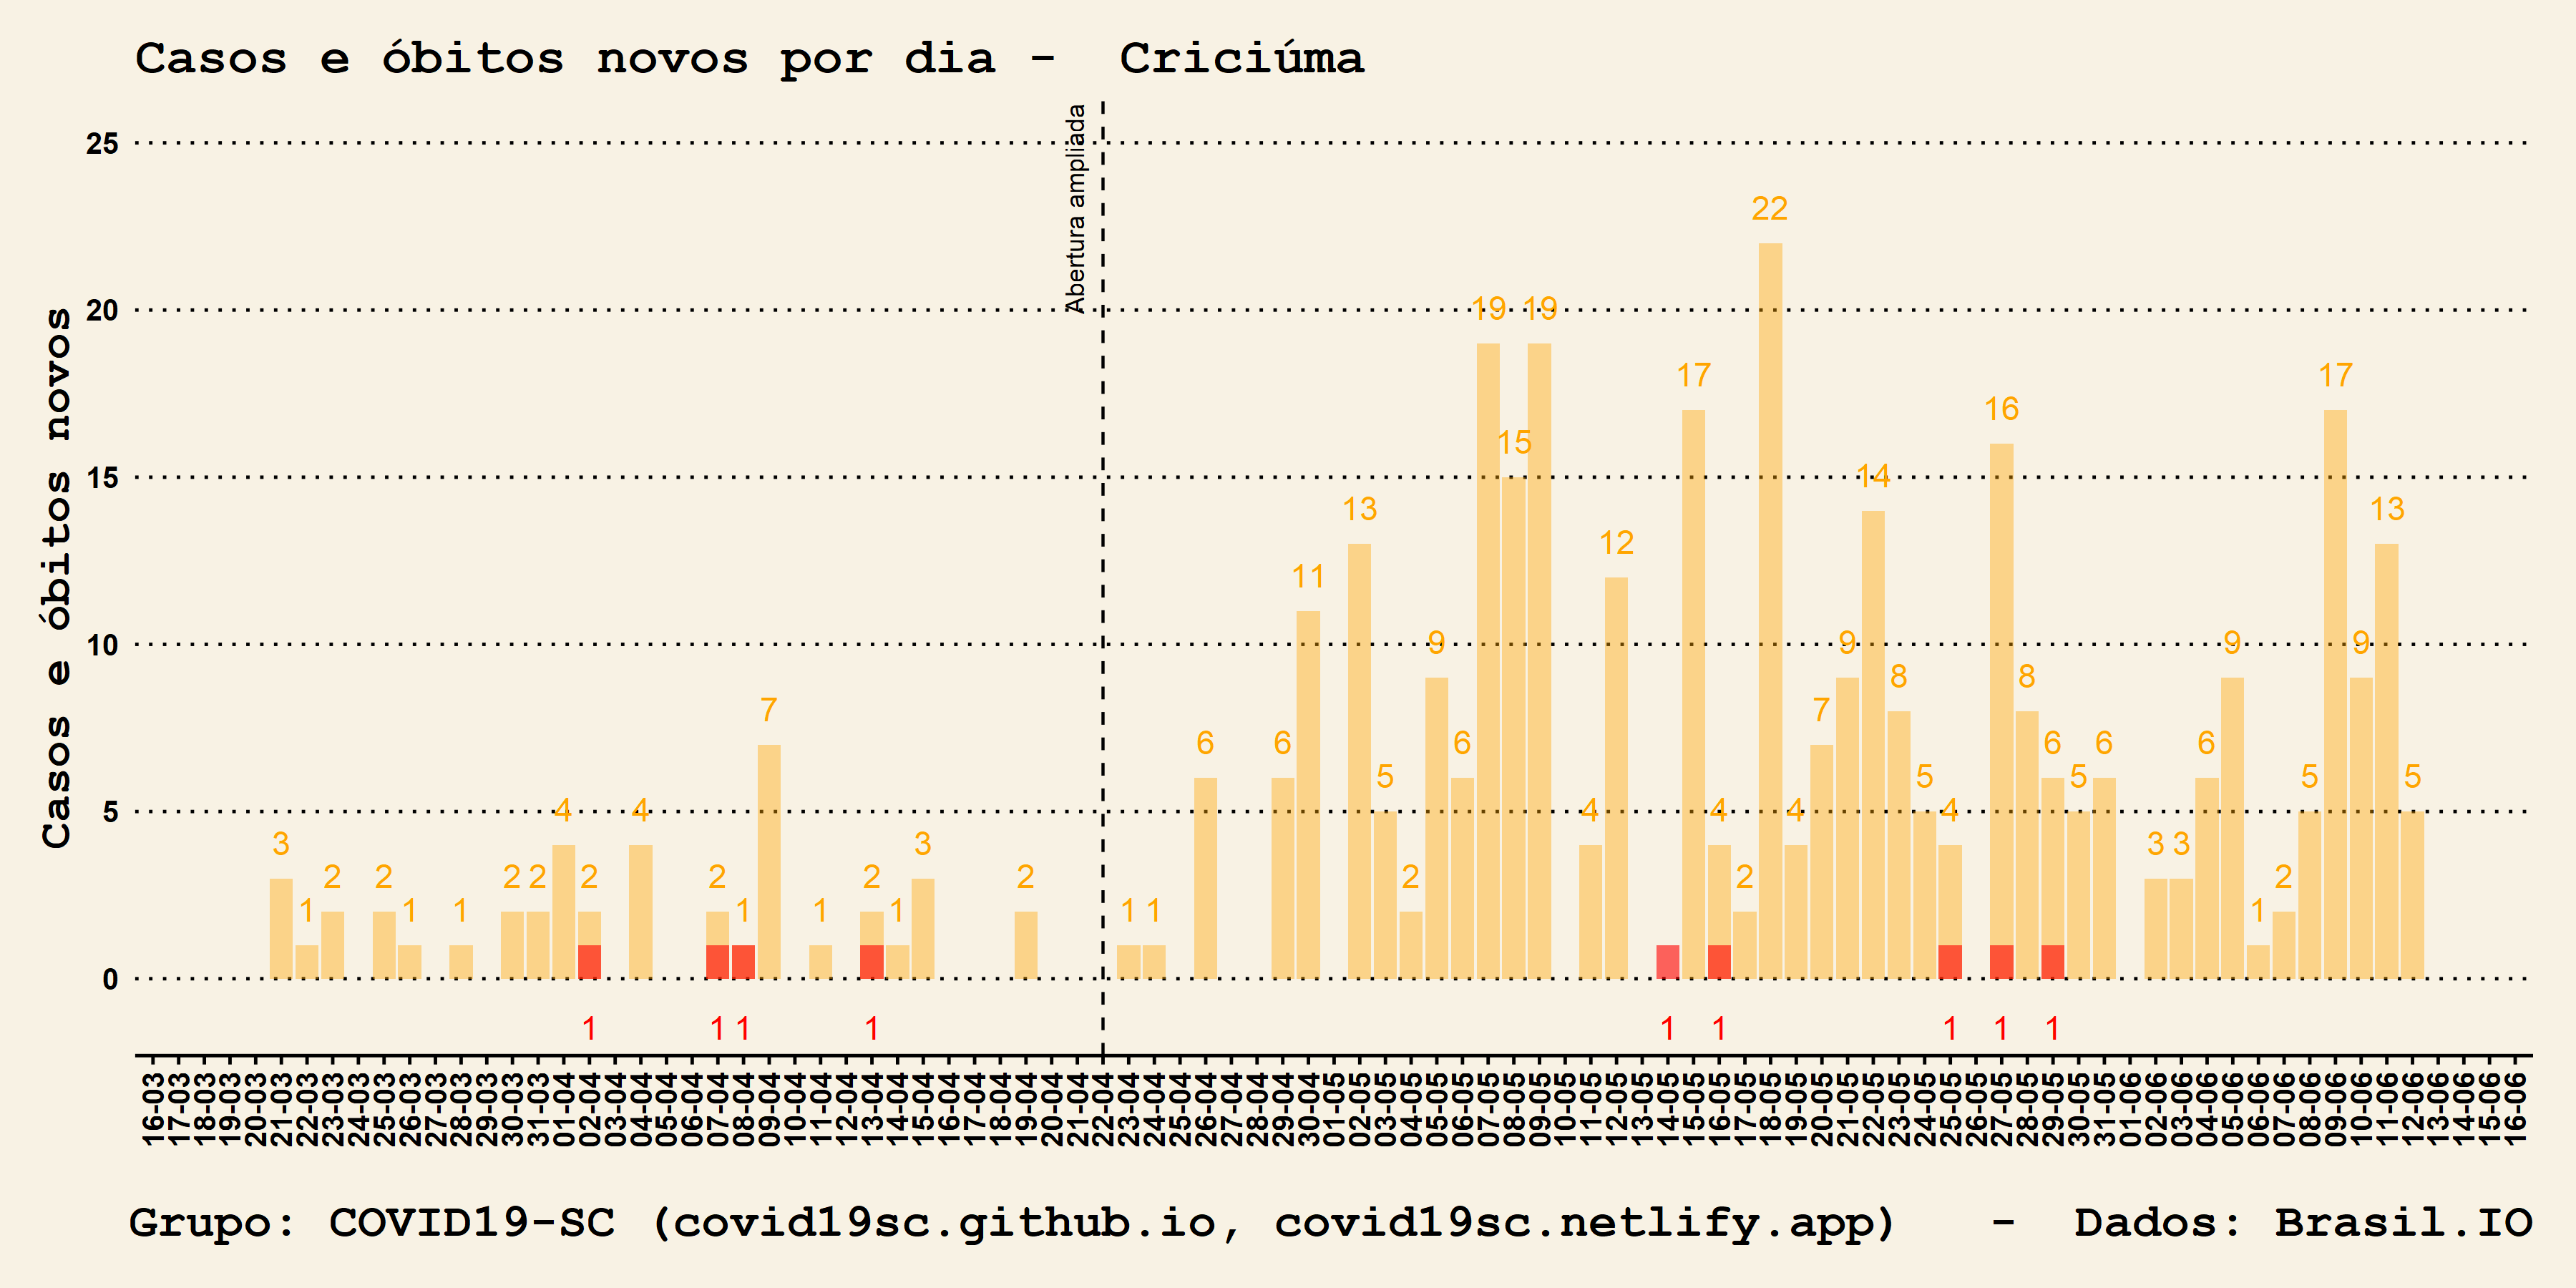 Casos e óbitos novos por dia -  Criciúma
Abertura ampliada
Casos e óbitos novos
25
20
15
10
5
0
3 1 2 2 1 1 2 2 4 2 4 2 1 7 1 2 1 3 2 1 1 6 6 11 13 5 2 9 6 19 15 19 4 12 17 4 2 22 4 7 9 14 8 5 4 16 8 6 5 6 3 3 6 9 1 2 5 17 9 13 5
1 1 1 1 1 1 1 1 1
16-03 17-03 18-03 19-03 20-03 21-03 22-03 23-03 24-03 25-03 26-03 27-03 28-03 29-03 30-03 31-03 01-04 02-04 03-04 04-04 05-04 06-04 07-04 08-04 09-04 10-04 11-04 12-04 13-04 14-04 15-04 16-04 17-04 18-04 19-04 20-04 21-04 22-04 23-04 24-04 25-04 26-04 27-04 28-04 29-04 30-04 01-05 02-05 03-05 04-05 05-05 06-05 07-05 08-05 09-05 10-05 11-05 12-05 13-05 14-05 15-05 16-05 17-05 18-05 19-05 20-05 21-05 22-05 23-05 24-05 25-05 26-05 27-05 28-05 29-05 30-05 31-05 01-06 02-06 03-06 04-06 05-06 06-06 07-06 08-06 09-06 10-06 11-06 12-06 13-06 14-06 15-06 16-06
Grupo: COVID19-SC (covid19sc.github.io, covid19sc.netlify.app)   -  Dados: Brasil.IO